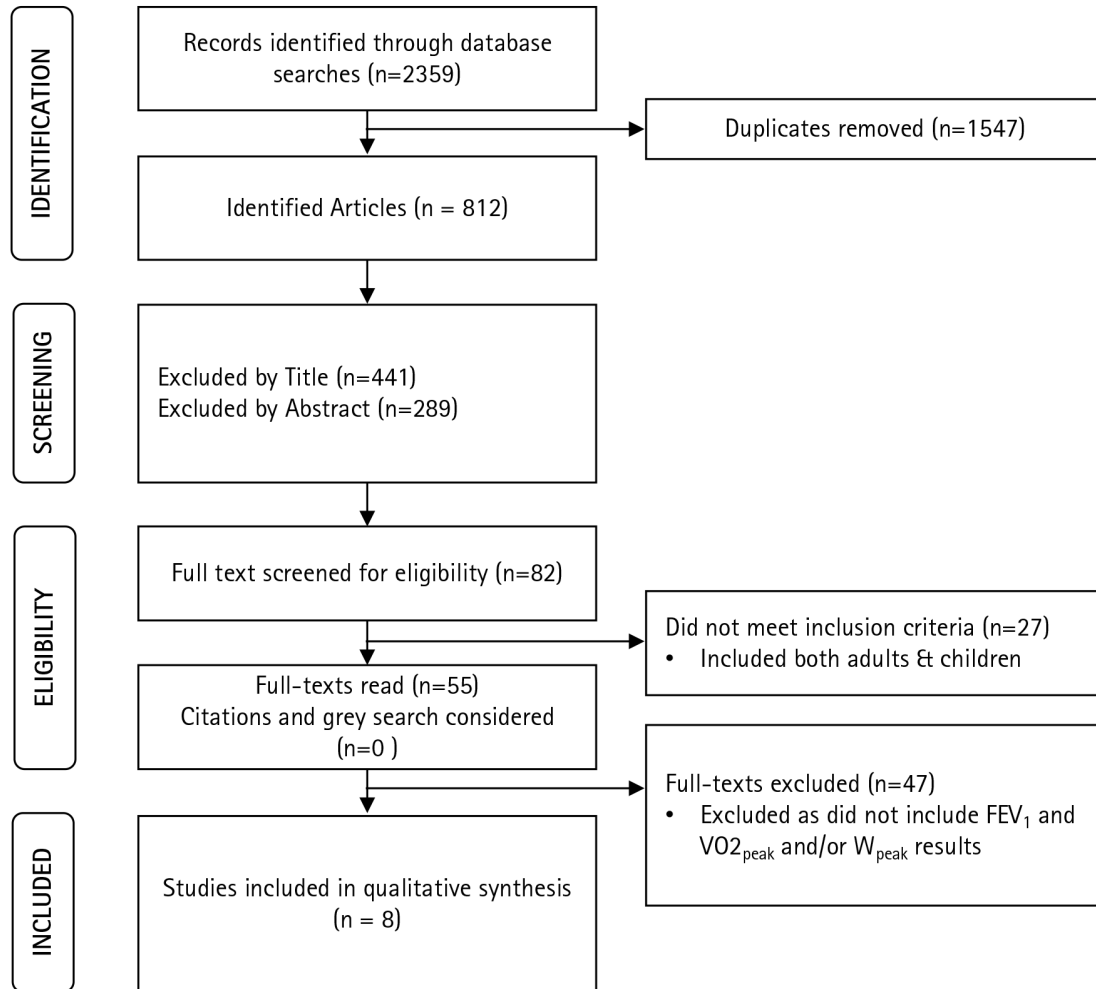 IDENTIFICATION
Records identified through database
searches (n=2359)
Duplicates removed (n=1547)
Identified Articles (n = 812)
SCREENING
Excluded by Title (n=441)
Excluded by Abstract (n=289)
ELIGIBILITY
Full text screened for eligibility (n=82)
Did not meet inclusion criteria (n=27)
• Included both adults & children
Full-texts read (n=55)
Citations and grey search considered
(n=0 )
Full-texts excluded (n=47)
• Excluded as did not include FEV₁ and
VO2peak and/or Wpeak results
INCLUDED
Studies included in qualitative synthesis
(n = 8)